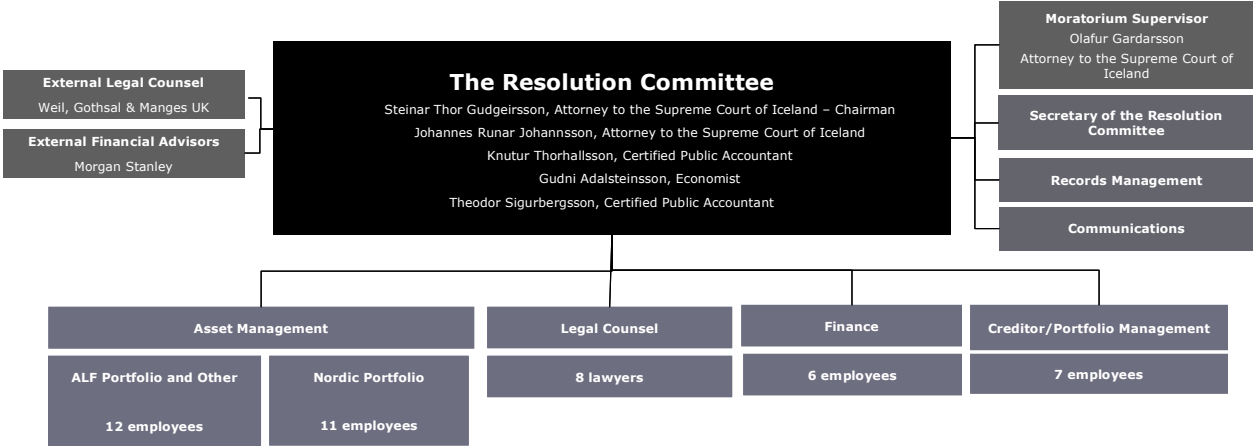 External Legal Counsel
Weil, Gothsal & Manges UK
External Financial Advisors
Morgan Stanley
The Resolution Committee
Steinar Thor Gudgeirsson, Attorney to the Supreme Court of Iceland – Chairman
Johannes Runar Johannsson, Attorney to the Supreme Court of Iceland
Knutur Thorhallsson, Certified Public Accountant
Gudni Adalsteinsson, Economist
Theodor Sigurbergsson, Certified Public Accountant
Moratorium Supervisor
Olafur Gardarsson
Attorney to the Supreme Court of
Iceland
Secretary of the Resolution
Committee
Records Management
Communications
Asset Management
ALF Portfolio and Other
12 employees
Nordic Portfolio
11 employees
Legal Counsel
8 lawyers
Finance
6 employees
Creditor/Portfolio Management
7 employees